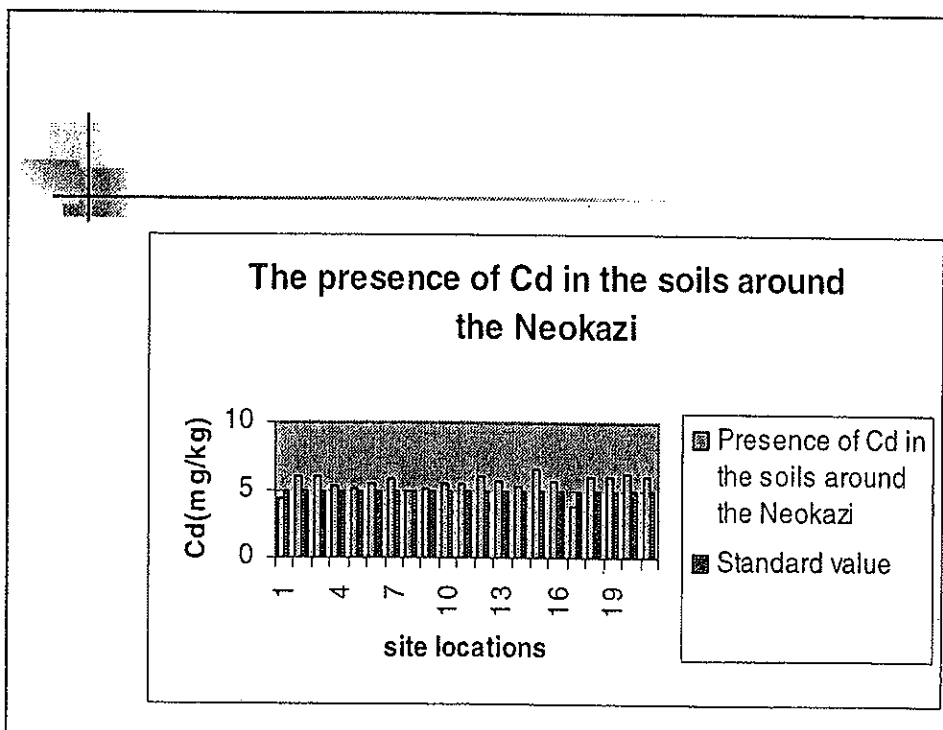 The presence of Cd in the soils around
the Neokazi
Cd(mg/kg)
10
5
0
1
4
7
10
13
16
19
site locations
Presence of Cd in
the soils around
the Neokazi
Standard value